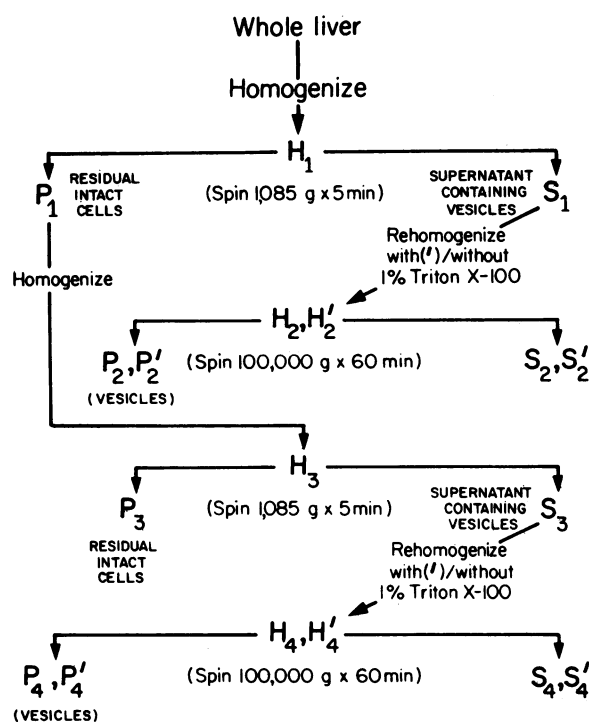 Whole liver
Homogenize
H1
P1
RESIDUAL
INTACT
CELLS
(Spin 1,085 g x 5 min)
SUPERNATANT
CONTAINING
VESICLES
S1
Rehomogenize
with(′)/without
1% Triton X-100
Homogenize
H2, H2′
P2, P2′
(VESICLES)
(Spin 100,000 g x 60 min)
S2, S2′
H3
P3
RESIDUAL
INTACT
CELLS
(Spin 1,085 g x 5 min)
SUPERNATANT
CONTAINING
VESICLES
S3
Rehomogenize
with(′)/without
1% Triton X-100
H4, H4′
P4, P4′
(VESICLES)
(Spin 100,000 g x 60 min)
S4, S4′